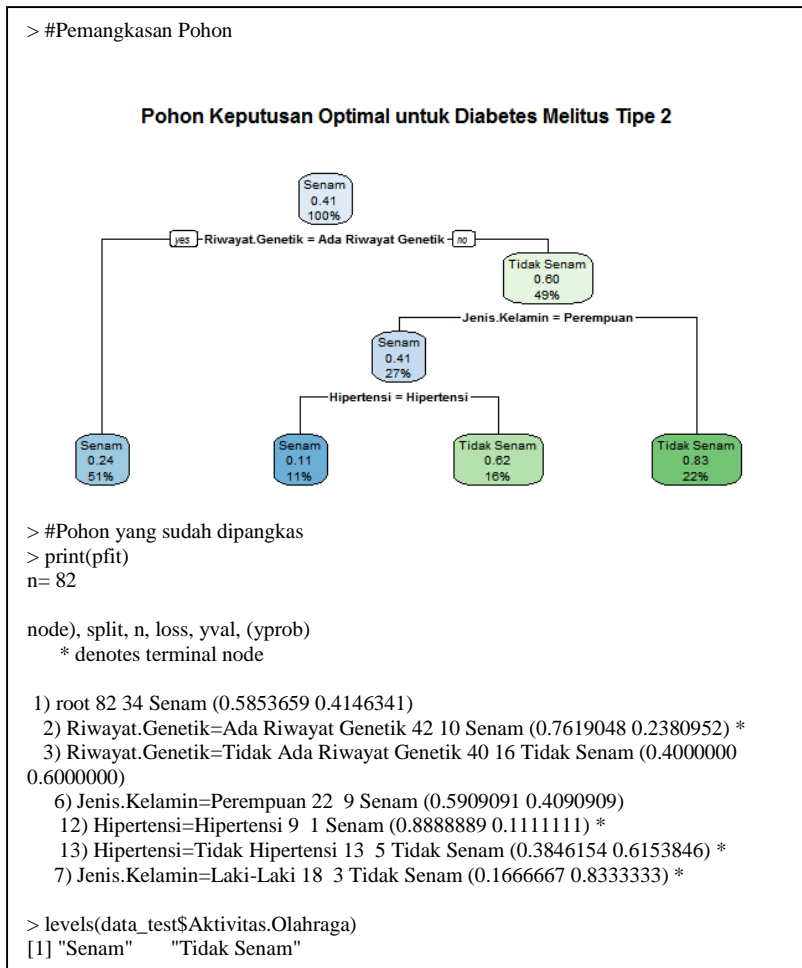 > #Pemangkasan Pohon
Pohon Keputusan Optimal untuk Diabetes Melitus Tipe 2
Senam
0.41
100%
yes Riwayat.Genetik = Ada Riwayat Genetik no
Tidak Senam
0.60
49%
Jenis.Kelamin = Perempuan
Senam
0.41
27%
Hipertensi = Hipertensi
Senam
0.24
51%
Senam
0.11
11%
Tidak Senam
0.62
16%
Tidak Senam
0.83
22%
> #Pohon yang sudah dipangkas
> print(pfit)
n= 82
node), split, n, loss, yval, (yprob)
* denotes terminal node
1) root 82 34 Senam (0.5853659 0.4146341)
2) Riwayat.Genetik=Ada Riwayat Genetik 42 10 Senam (0.7619048 0.2380952) *
3) Riwayat.Genetik=Tidak Ada Riwayat Genetik 40 16 Tidak Senam (0.4000000
0.6000000)
6) Jenis.Kelamin=Perempuan 22 9 Senam (0.5909091 0.4090909)
12) Hipertensi=Hipertensi 9 1 Senam (0.8888889 0.1111111) *
13) Hipertensi=Tidak Hipertensi 13 5 Tidak Senam (0.3846154 0.6153846) *
7) Jenis.Kelamin=Laki-Laki 18 3 Tidak Senam (0.1666667 0.8333333) *
> levels(data_test$Aktivitas.Olahraga)
[1] "Senam" "Tidak Senam"